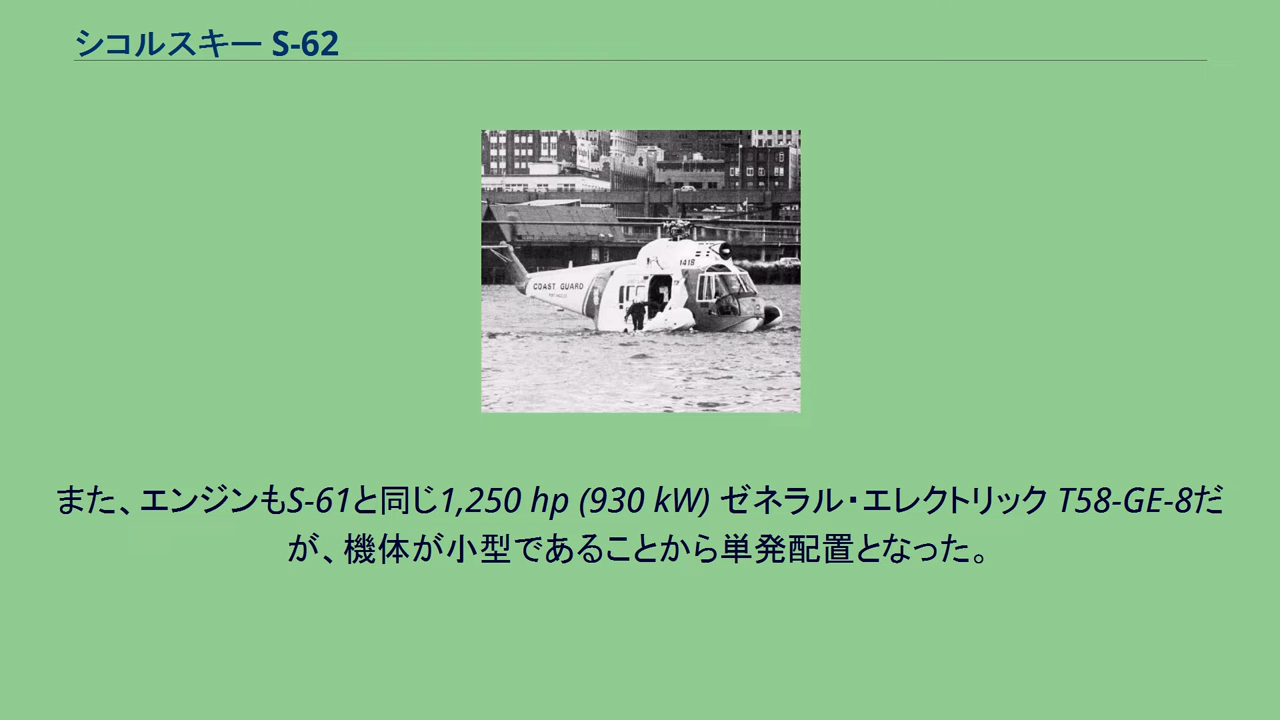 シコルスキー S-62
COAST GUARD
1418
また、エンジンもS-61と同じ1,250 hp (930 kW) ゼネラル・エレクトリック T58-GE-8だ
が、機体が小型であることから単発配置となった。